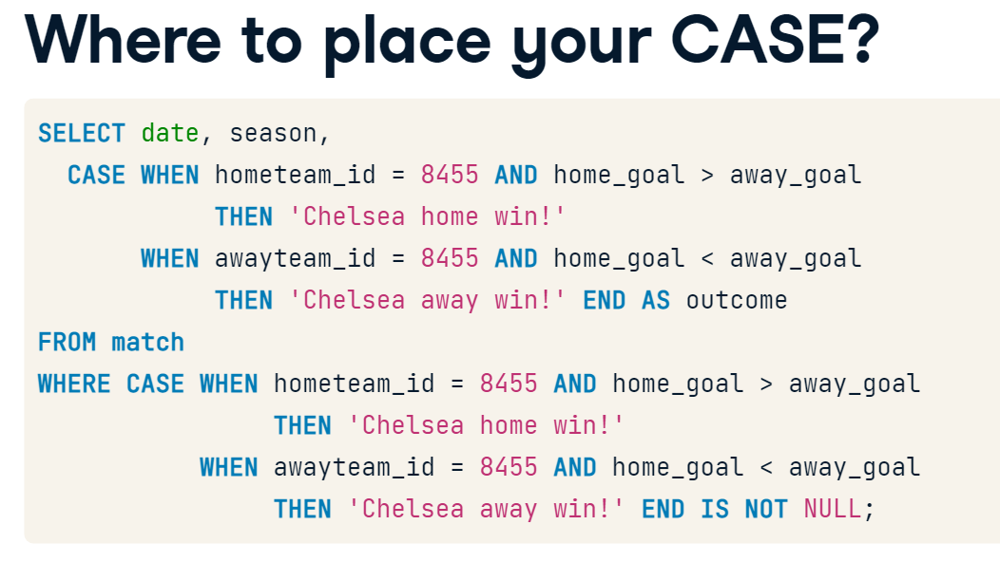 Where to place your CASE?
SELECT date, season,
CASE WHEN hometeam_id = 8455 AND home_goal > away_goal
THEN 'Chelsea home win!'
WHEN awayteam_id = 8455 AND home_goal < away_goal
THEN 'Chelsea away win!' END AS outcome
FROM match
WHERE CASE WHEN hometeam_id = 8455 AND home_goal > away_goal
THEN 'Chelsea home win!'
WHEN awayteam_id = 8455 AND home_goal < away_goal
THEN 'Chelsea away win!' END IS NOT NULL;